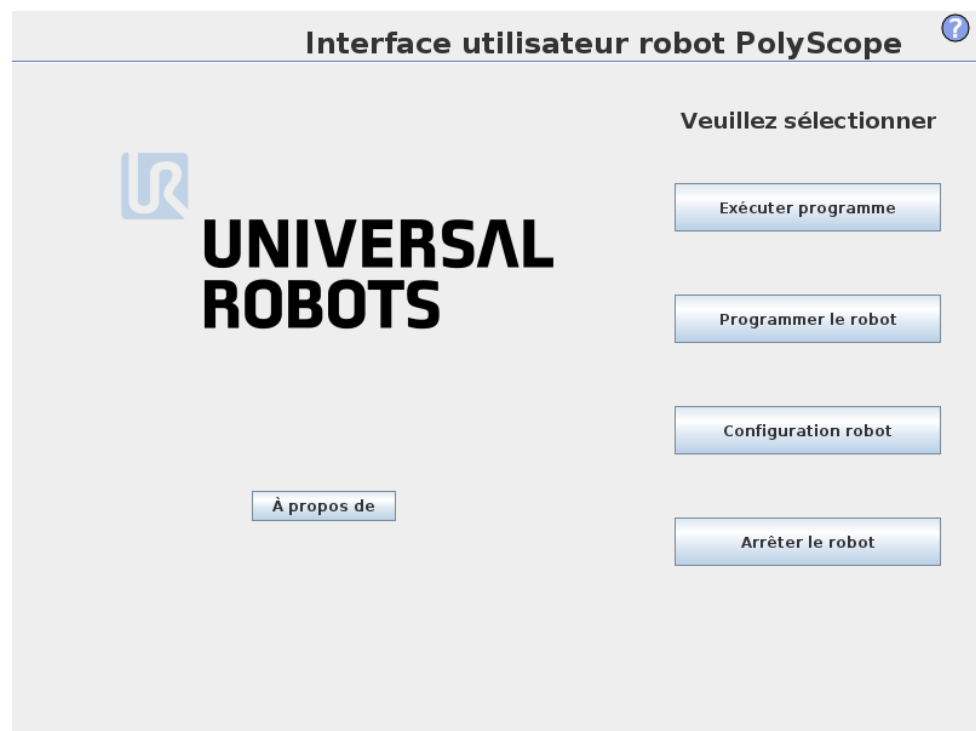 Interface utilisateur robot PolyScope
?
Veuillez sélectionner
UR
UNIVERSAL
ROBOTS
Exécuter programme
Programmer le robot
Configuration robot
À propos de
Arrêter le robot